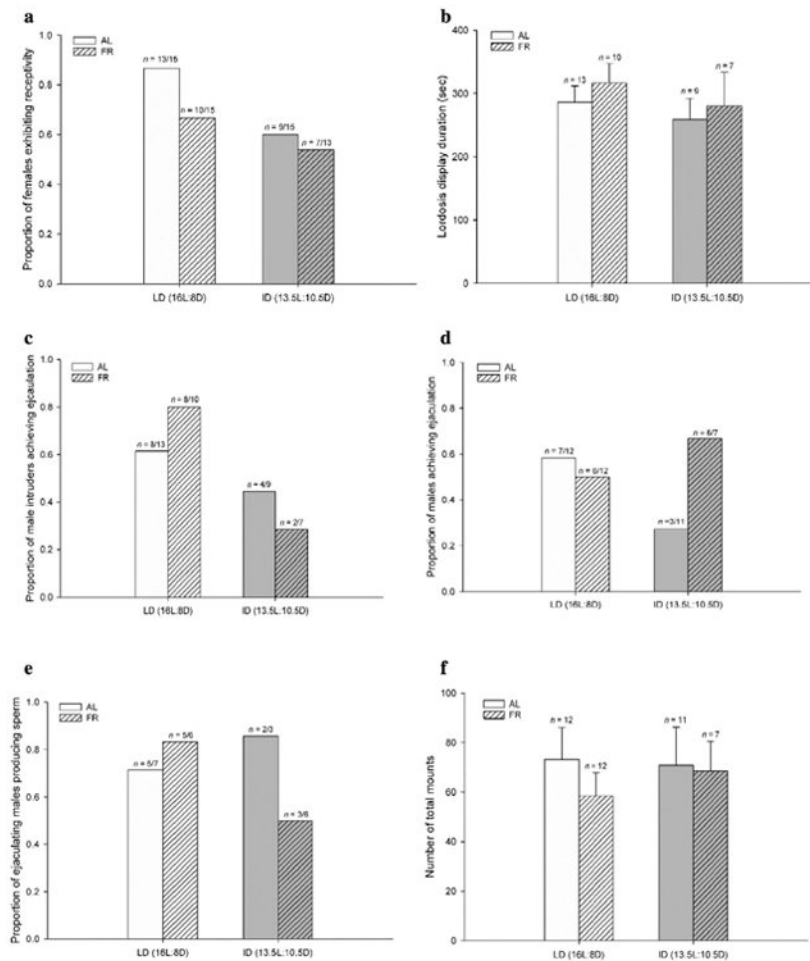 a
AL
FR
1.0
0.8
0.6
0.4
0.2
0.0
Proportion of females exhibiting receptivity
n = 13/15
n = 10/15
n = 9/15
n = 7/13
LD (16L:8D)
ID (13.5L:10.5D)
b
AL
FR
400
300
200
100
0
Lordosis display duration (sec)
n = 13
n = 10
n = 9
n = 7
LD (16L:8D)
ID (13.5L:10.5D)
c
AL
FR
1.0
0.8
0.6
0.4
0.2
0.0
Proportion of male intruders achieving ejcaulation
n = 8/13
n = 8/10
n = 4/9
n = 2/7
LD (16L:8D)
ID (13.5L:10.5D)
d
AL
FR
1.0
0.8
0.6
0.4
0.2
0.0
Proportion of males achieving ejaculation
n = 7/12
n = 6/12
n =3/11
n = 6/7
LD (16L:8D)
ID (13.5L:10.5D)
e
AL
FR
1.0
0.8
0.6
0.4
0.2
0.0
Proportion of ejaculating males producing sperm
n = 5/7
n = 5/6
n = 2/3
n = 3/6
LD (16L:8D)
ID (13.5L:10.5D)
f
AL
FR
100
80
60
40
20
0
Number of total mounts
n = 12
n = 12
n = 11
n = 7
LD (16L:8D)
ID (13.5L:10.5D)